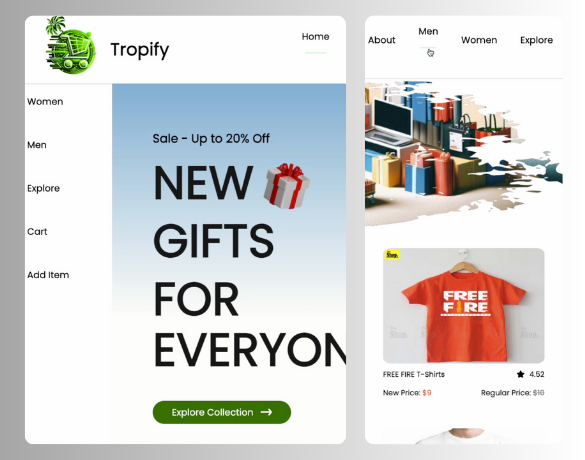 Tropify
Home
Women
Men
Explore
Cart
Add Item
Sale - Up to 20% Off
NEW
GIFTS
FOR
EVERYON
Explore Collection
About
Men
Women
Explore
FREE
FIRE
FREE FIRE T-Shirts
4.52
New Price: $9
Regular Price: $10